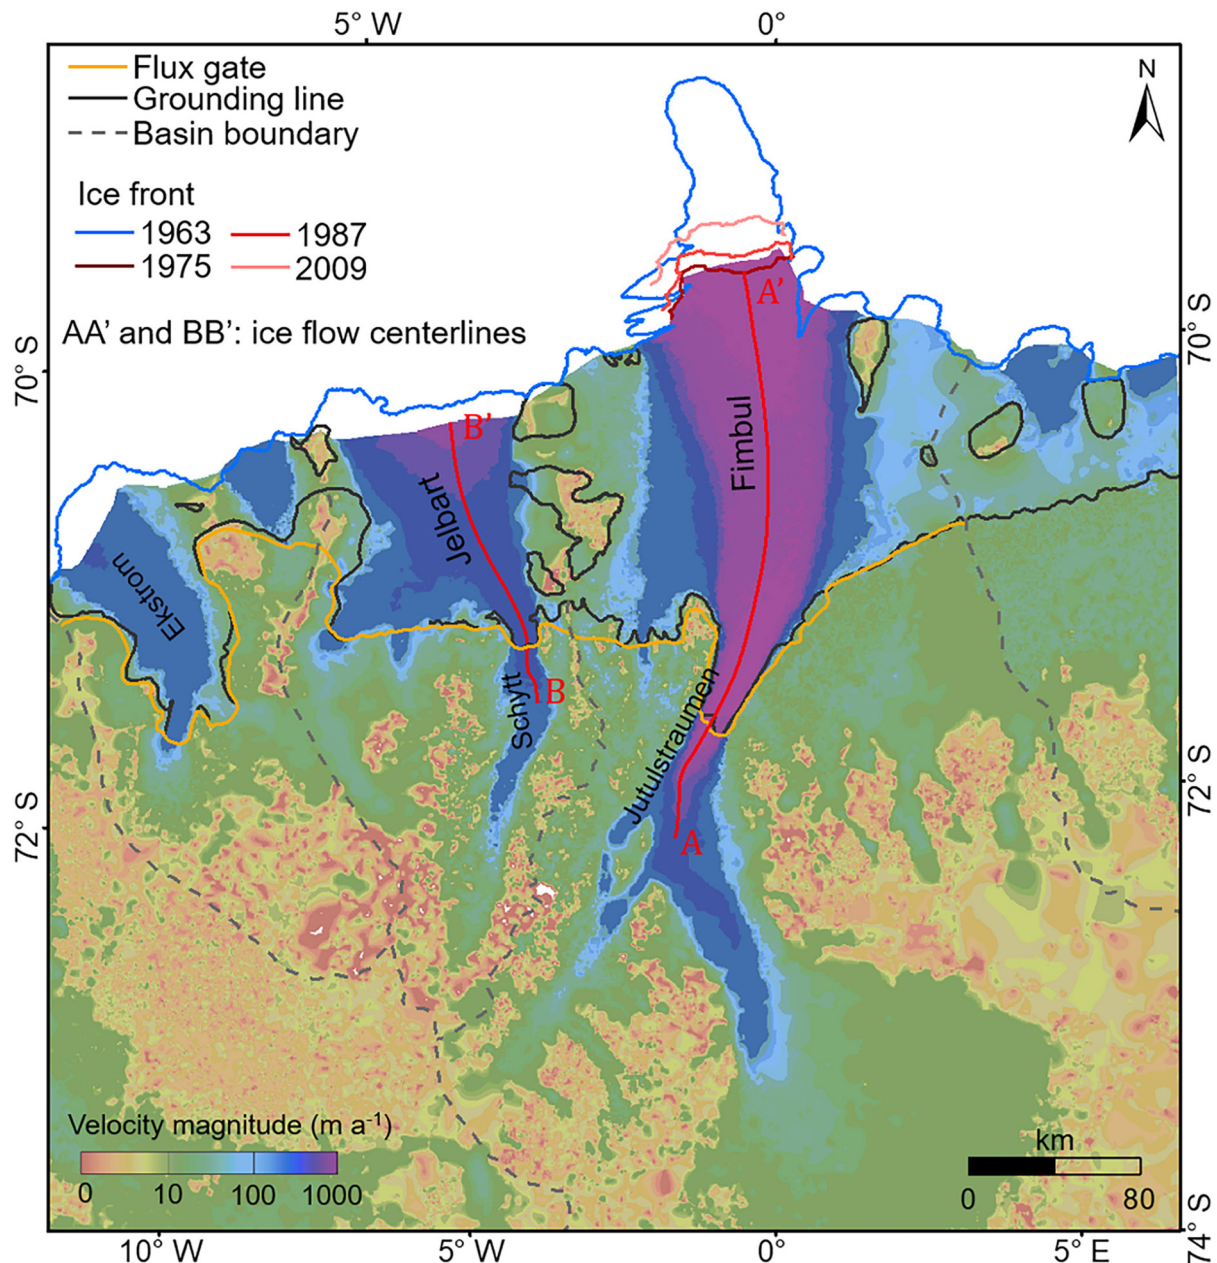 5° W 0°
Flux gate
Grounding line
Basin boundary
N
Ice front
1963 1987
1975 2009
AA’ and BB’: ice flow centerlines
A’
70° S
70° S
B’
Fimbul
Jelbart
Ekstrom
Schytt
B
Jutulstraumen
A
72° S
72° S
Velocity magnitude (m a⁻¹)
0 10 100 1000
km
0 80
74° S
10° W 5° W 0° 5° E